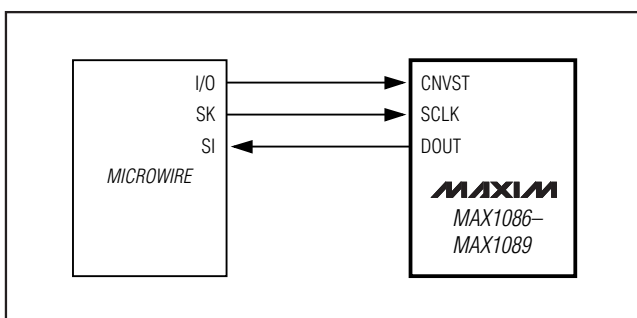 I/O
SK
SI
MICROWIRE
CNVST
SCLK
DOUT
MAXIM
MAX1086–
MAX1089